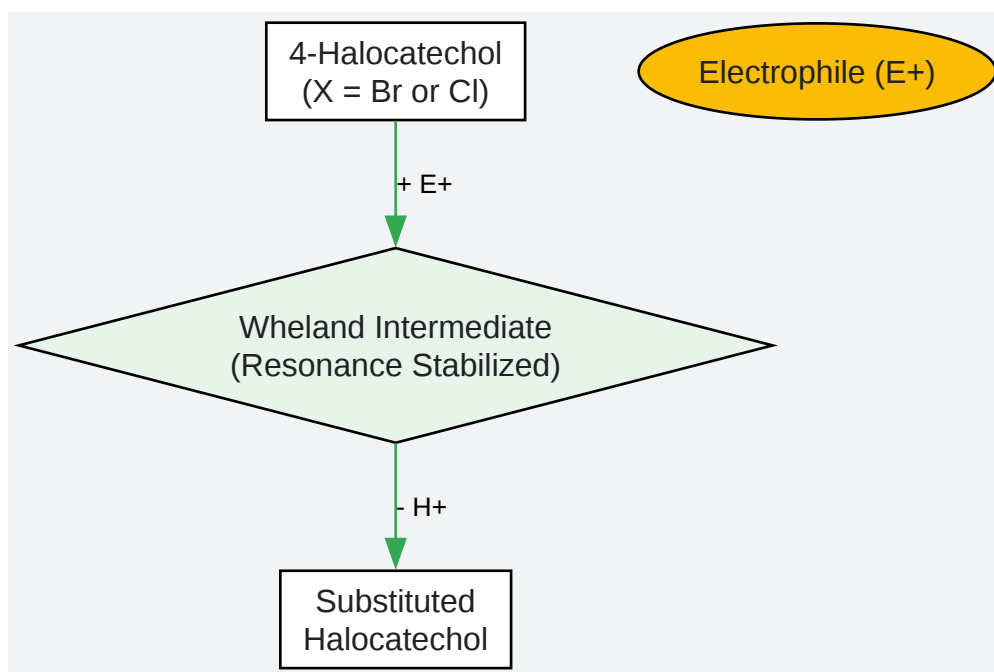 4-Halocatechol
(X = Br or Cl)
Electrophile (E+)
+ E+
Wheland Intermediate
(Resonance Stabilized)
- H+
Substituted
Halocatechol